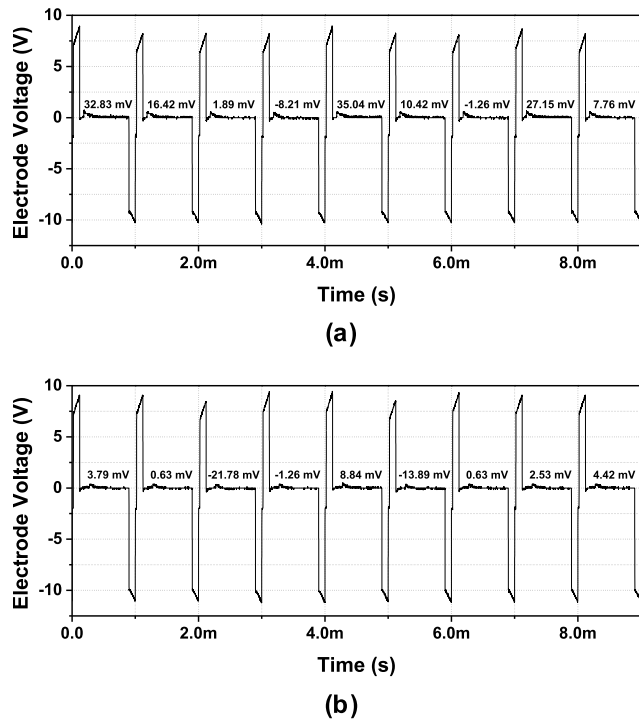 10
5
0
-5
-10
Electrode Voltage (V)
32.83 mV 16.42 mV 1.89 mV -8.21 mV 35.04 mV 10.42 mV -1.26 mV 27.15 mV 7.76 mV
0.0 2.0m 4.0m 6.0m 8.0m
Time (s)
(a)
10
5
0
-5
-10
Electrode Voltage (V)
3.79 mV 0.63 mV -21.78 mV -1.26 mV 8.84 mV -13.89 mV 0.63 mV 2.53 mV 4.42 mV
0.0 2.0m 4.0m 6.0m 8.0m
Time (s)
(b)